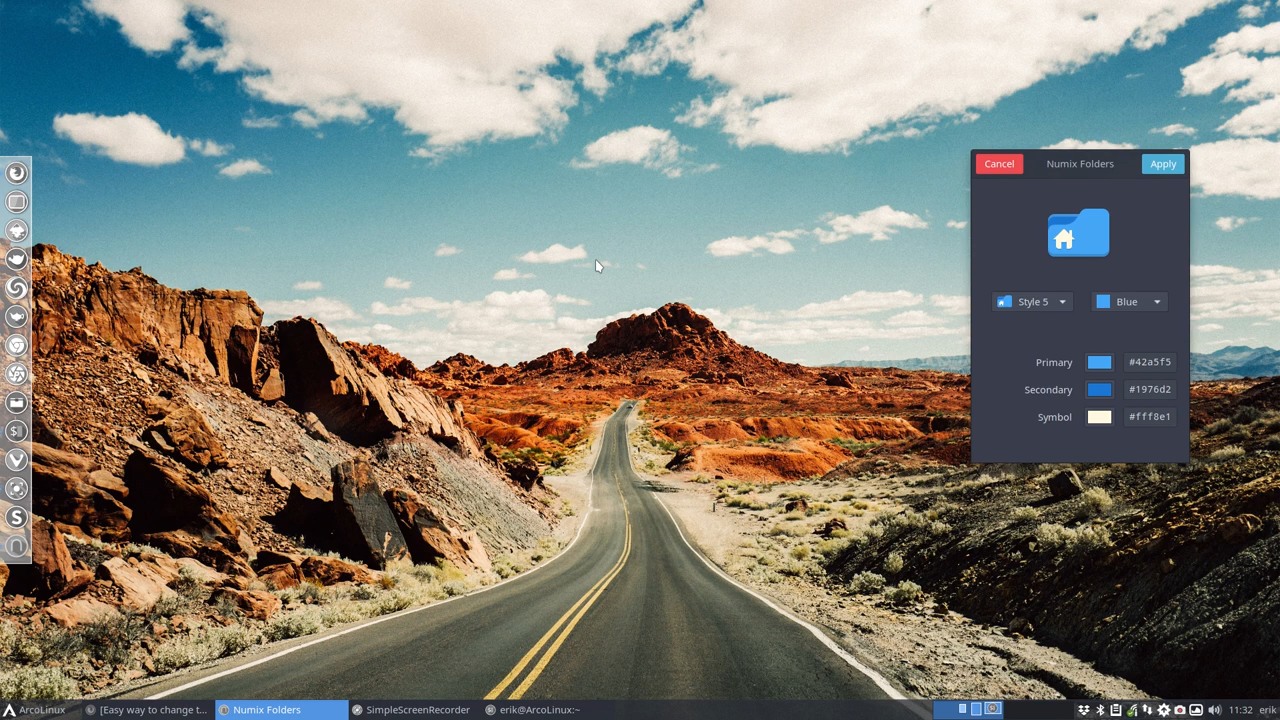 Cancel Numix Folders Apply
Style 5 Blue
Primary #42a5f5
Secondary #1976d2
Symbol #fff8e1
ArcoLinux [Easy way to change t... Numix Folders SimpleScreenRecorder erik@ArcoLinux:~ 11:32 erik